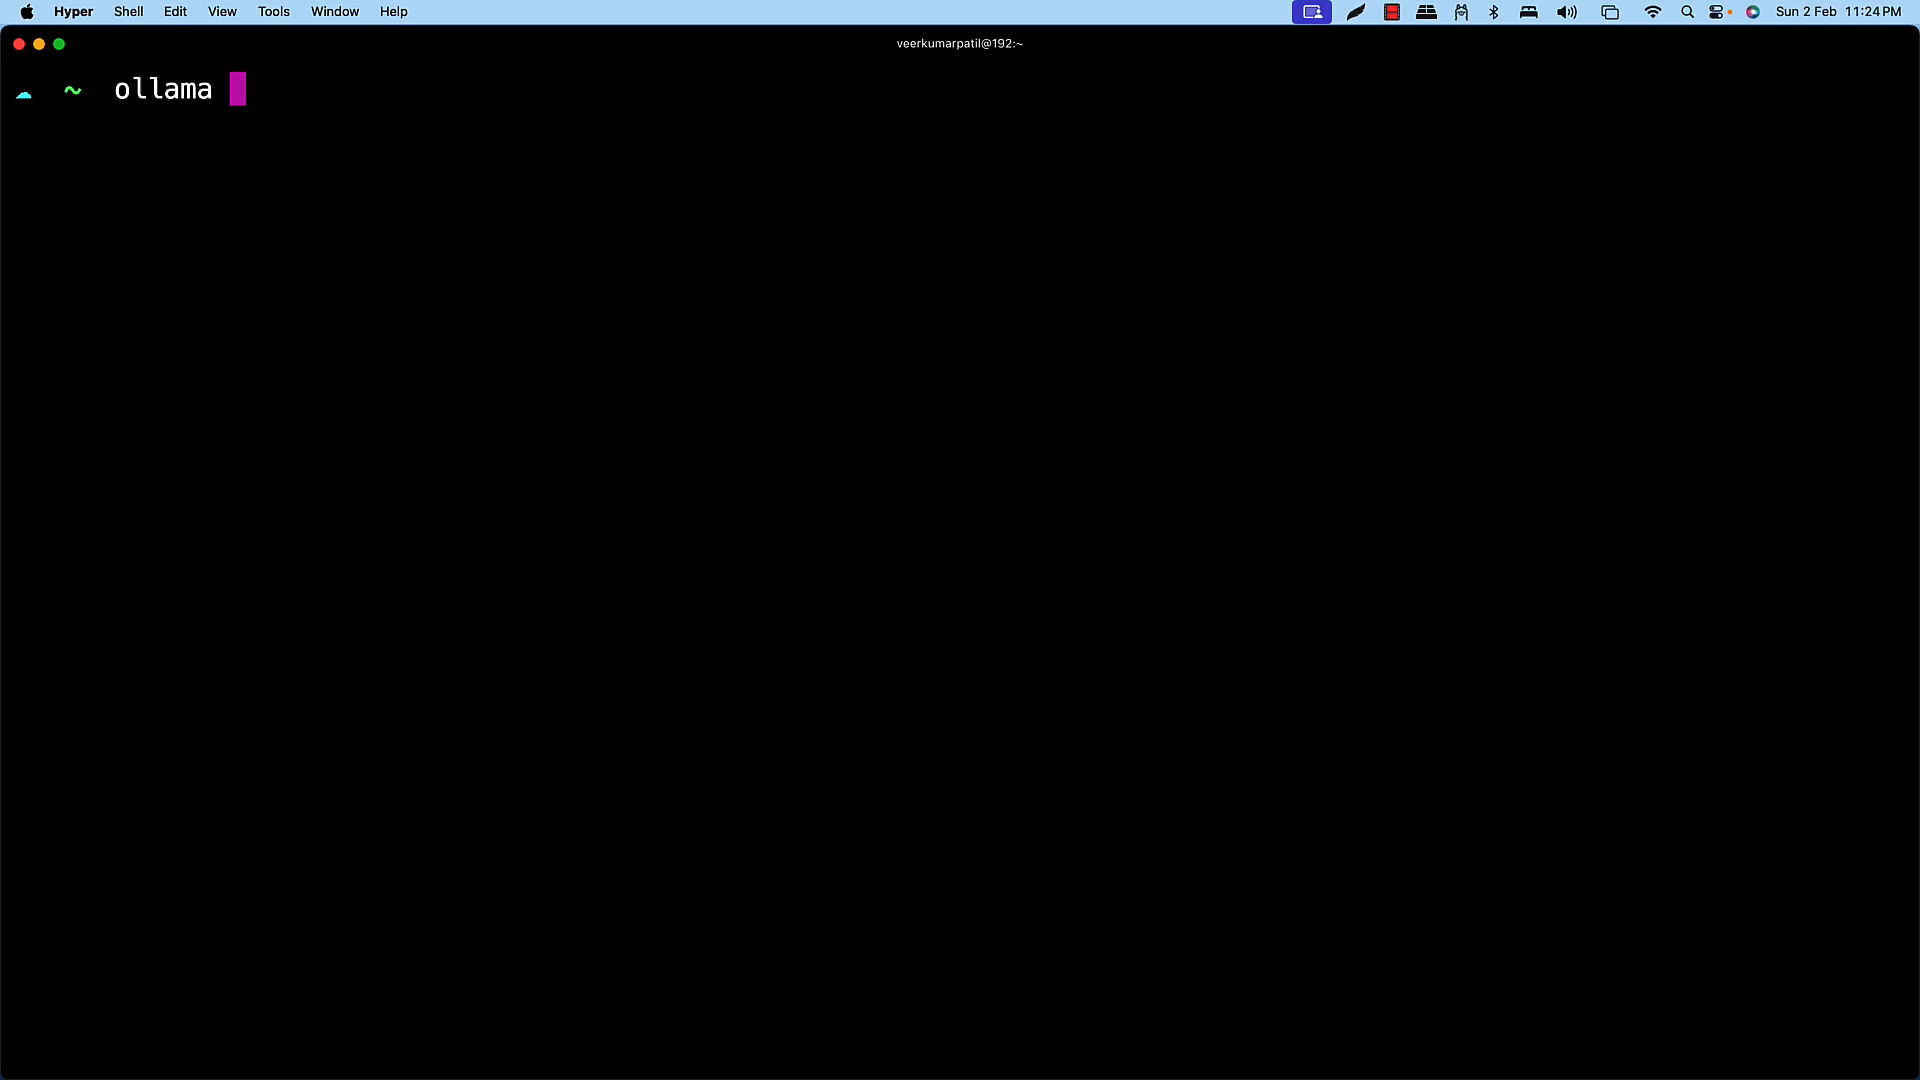 Hyper Shell Edit View Tools Window Help Sun 2 Feb 11:24 PM
veerkumarpatil@192:~
~ ollama